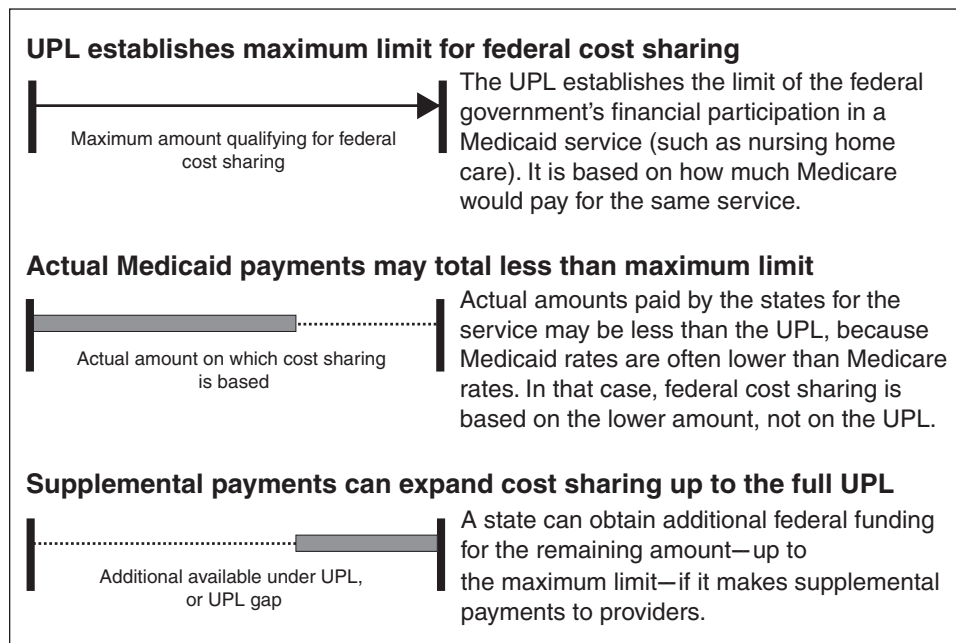 UPL establishes maximum limit for federal cost sharing
Maximum amount qualifying for federal
cost sharing
The UPL establishes the limit of the federal
government's financial participation in a
Medicaid service (such as nursing home
care). It is based on how much Medicare
would pay for the same service.
Actual Medicaid payments may total less than maximum limit
Actual amount on which cost sharing
is based
Actual amounts paid by the states for the
service may be less than the UPL, because
Medicaid rates are often lower than Medicare
rates. In that case, federal cost sharing is
based on the lower amount, not on the UPL.
Supplemental payments can expand cost sharing up to the full UPL
Additional available under UPL,
or UPL gap
A state can obtain additional federal funding
for the remaining amount—up to
the maximum limit—if it makes supplemental
payments to providers.